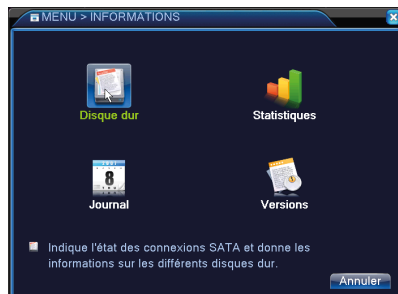 MENU > INFORMATIONS
Disque dur
Statistiques
Journal
Versions
Indique l'état des connexions SATA et donne les
informations sur les différents disques dur.
Annuler